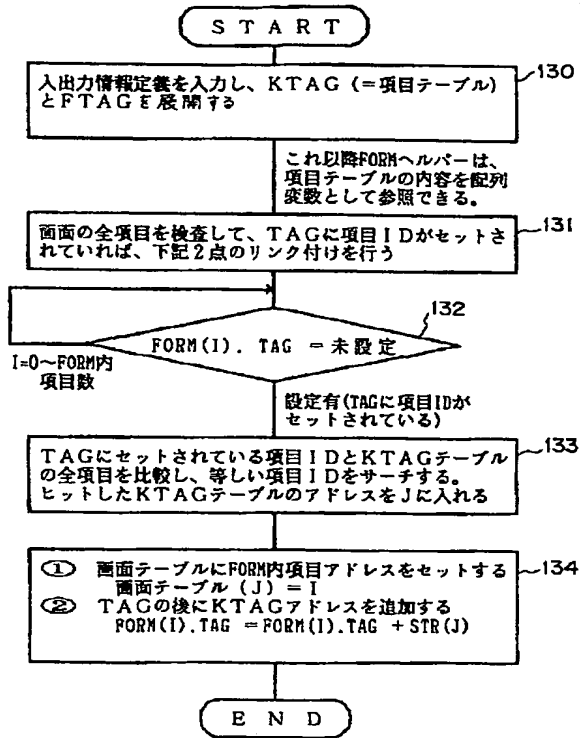 START
130
入出力情報定義を入力し、KTAG(=項目テーブル)
とFTAGを展開する
これ以降FORMヘルパーは、
項目テーブルの内容を配列
変数として参照できる。
131
画面の全項目を検査して、TAGに項目IDがセットさ
れていれば、下記2点のリンク付けを行う
132
FORM(I).TAG =未設定
I=0~FORM内
項目数
設定有(TAGに項目IDが
セットされている)
133
TAGにセットされている項目IDとKTAGテーブル
の全項目を比較し、等しい項目IDをサーチする。
ヒットしたKTAGテーブルのアドレスをJに入れる
134
① 画面テーブルにFORM内項目アドレスをセットする
画面テーブル(J)=I
② TAGの後にKTAGアドレスを追加する
FORM(I).TAG =FORM(I).TAG +STR(J)
END